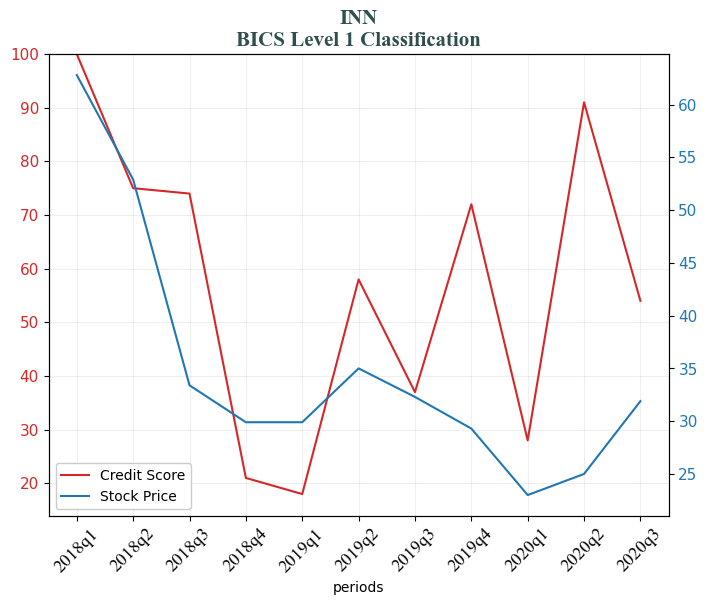 INN
BICS Level 1 Classification
100
90
80
70
60
50
40
30
20
60
55
50
45
40
35
30
25
Credit Score
Stock Price
2018q1
2018q2
2018q3
2018q4
2019q1
2019q2
2019q3
2019q4
2020q1
2020q2
2020q3
periods